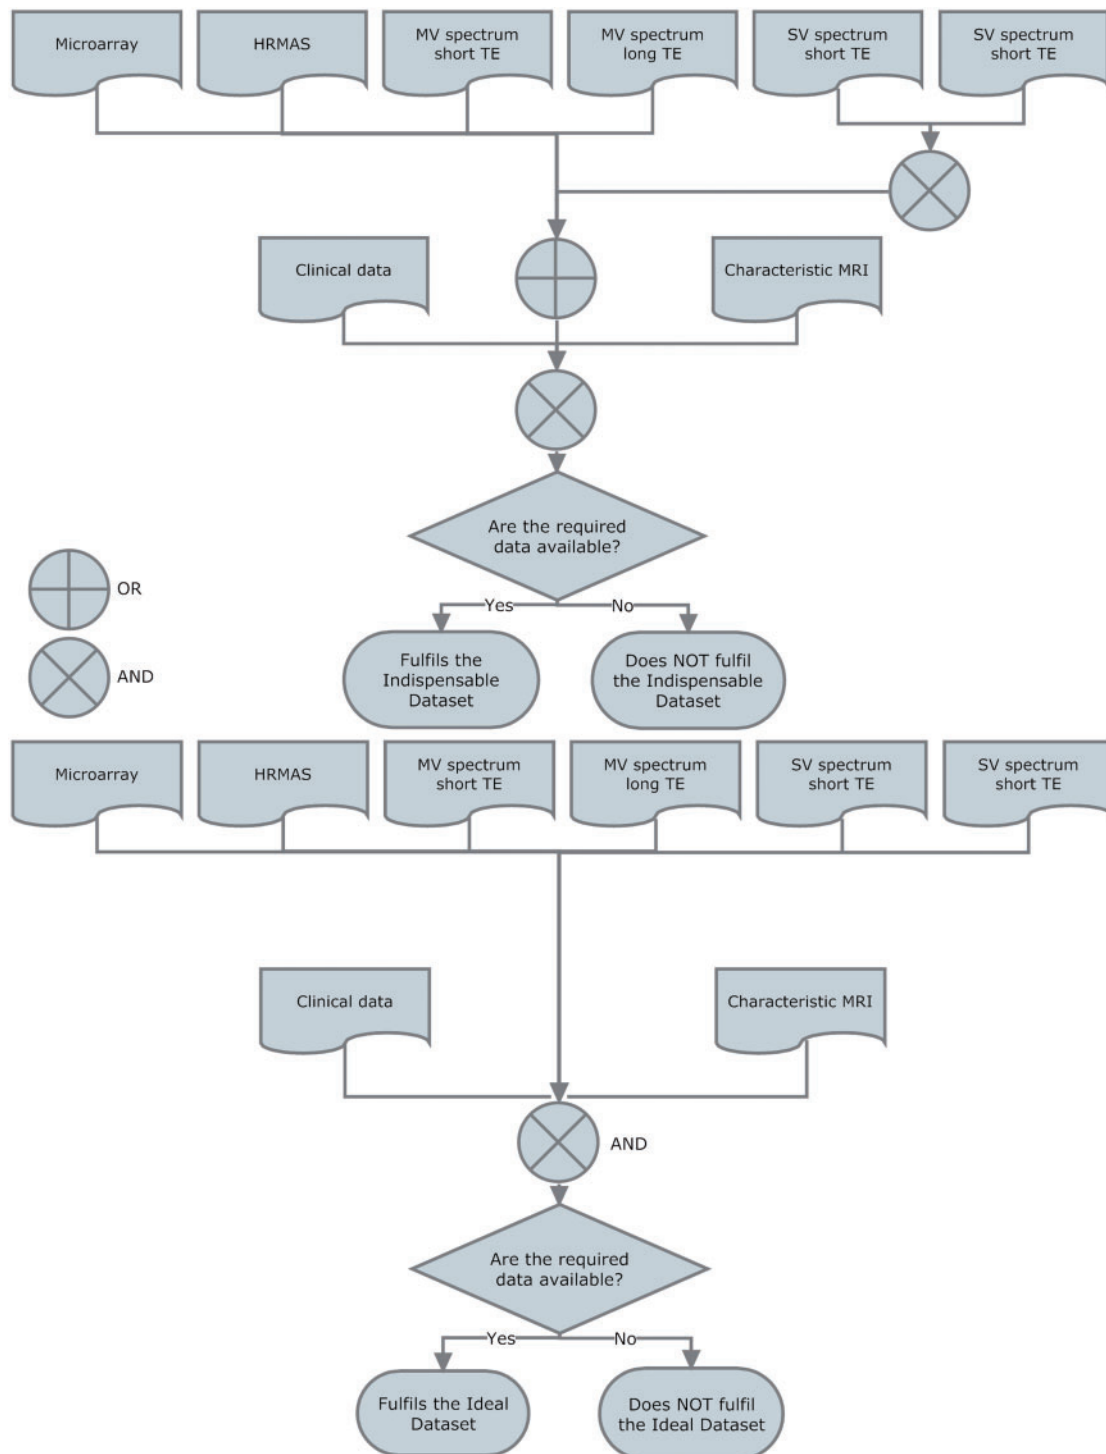 Microarray
HRMAS
MV spectrum
short TE
MV spectrum
long TE
SV spectrum
short TE
SV spectrum
short TE
Clinical data
Characteristic MRI
Are the required
data available?
OR
AND
Yes
No
Fulfils the
Indispensable
Dataset
Does NOT fulfil
the Indispensable
Dataset
Microarray
HRMAS
MV spectrum
short TE
MV spectrum
long TE
SV spectrum
short TE
SV spectrum
short TE
Clinical data
Characteristic MRI
AND
Are the required
data available?
Yes
No
Fulfils the Ideal
Dataset
Does NOT fulfil
the Ideal Dataset